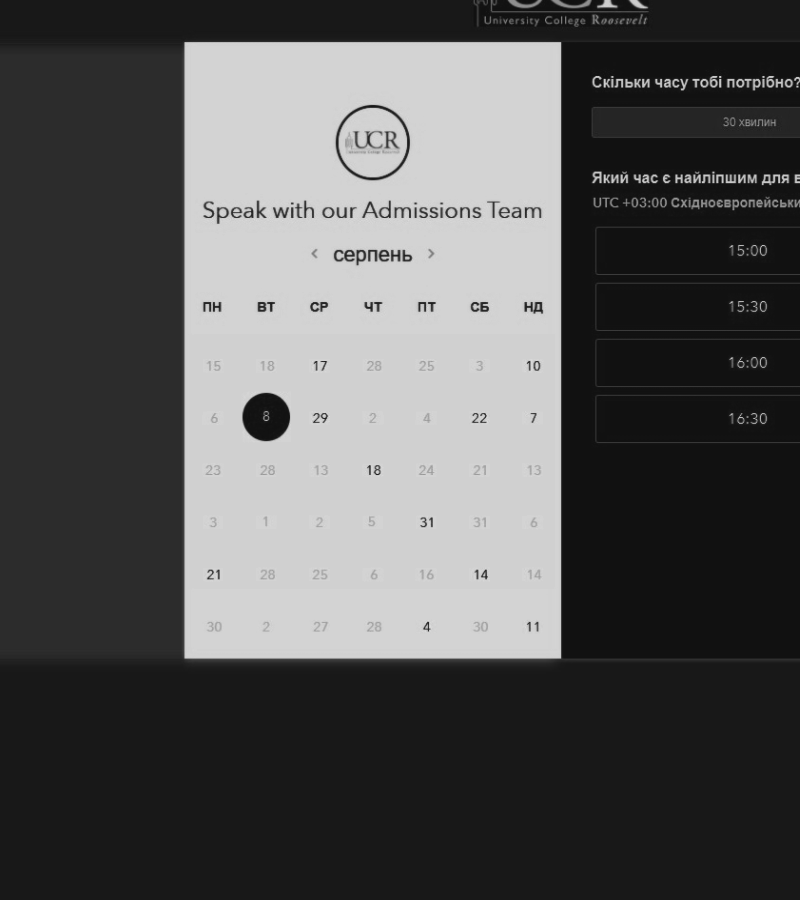 UCR
University College Roosevelt
UCR
University College Roosevelt
Speak with our Admissions Team
< серпень >
ПН ВТ СР ЧТ ПТ СБ НД
15 18 17 28 25 3 10
6 8 29 2 4 22 7
23 28 13 18 24 21 13
3 1 2 5 31 31 6
21 28 25 6 16 14 14
30 2 27 28 4 30 11
Скільки часу тобі потрібно?
30 хвилин
Який час є найліпшим для в
UTC +03:00 Східноєвропейськи
15:00
15:30
16:00
16:30